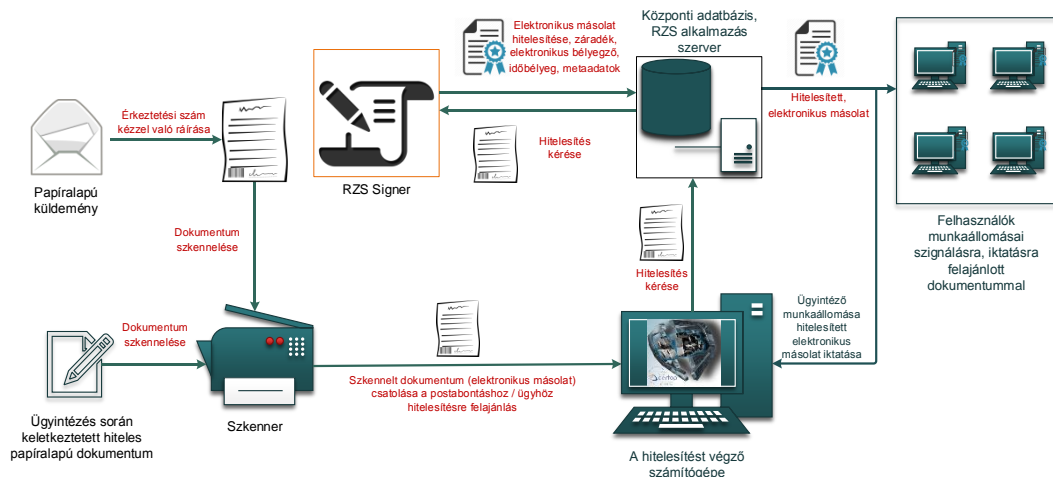 Elektronikus másolat
hitelesítése, záradék,
elektronikus bélyegző,
időbélyeg, metaadatok
Központi adatbázis,
RZS alkalmazás
szerver
Érkeztetési szám
kézzel való ráírása
Hitelesített,
elektronikus másolat
Hitelesítés
kérése
Papíralapú
küldemény
RZS Signer
Felhasználók
munkaállomásai
szignálásra, iktatásra
felajánlott
dokumentummal
Dokumentum
szkennelése
Hitelesítés
kérése
Ügyintéző
munkaállomása
hitelesített
elektronikus
másolat iktatása
Dokumentum
szkennelése
Szkennelt dokumentum (elektronikus másolat)
csatolása a postabontáshoz / ügyhöz
hitelesítésre felajánlás
Ügyintézés során
keletkeztetett hiteles
papíralapú dokumentum
Szkenner
A hitelesítést végző
számítógépe